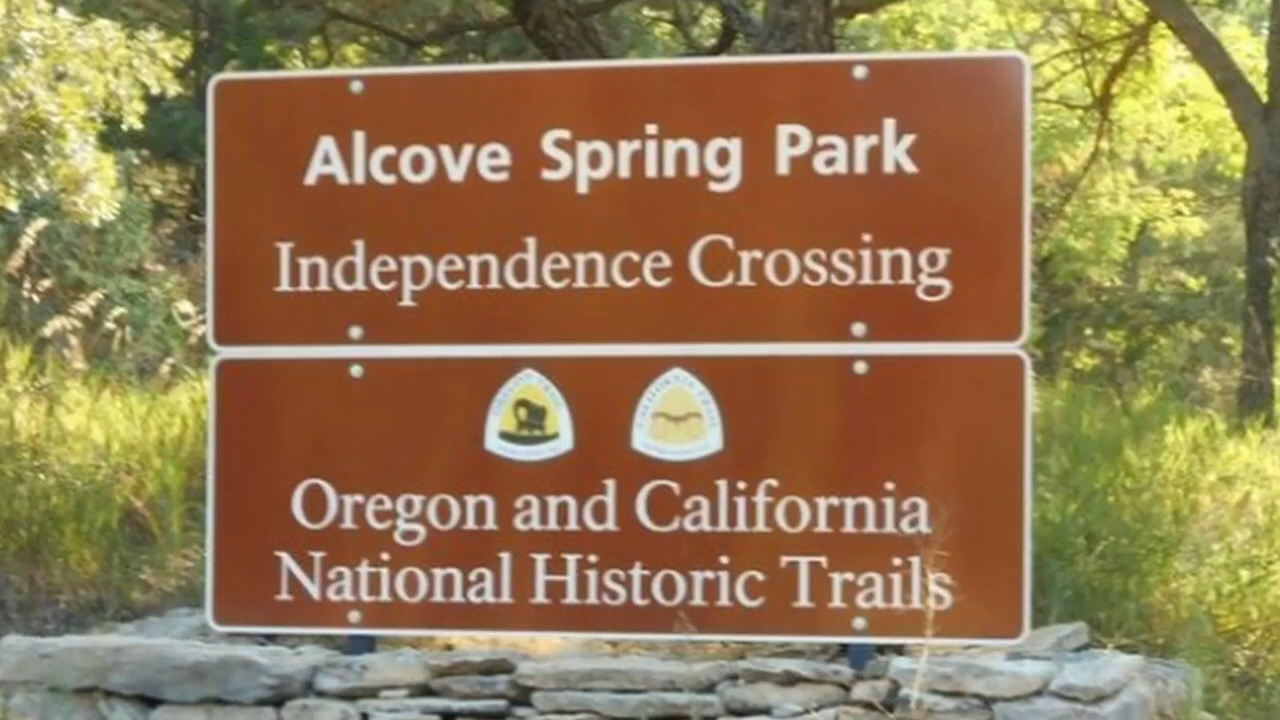 Alcove Spring Park
Independence Crossing
Oregon and California
National Historic Trails